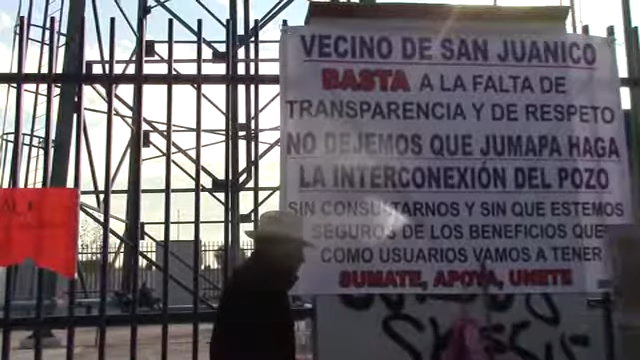 VECINO DE SAN JUANICO
BASTA A LA FALTA DE
TRANSPARENCIA Y DE RESPETO
NO DEJEMOS QUE JUMAPA HAGA
LA INTERCONEXIÓN DEL POZO
SIN CONSULTARNOS Y SIN QUE ESTEMOS
SEGUROS DE LOS BENEFICIOS QUE
COMO USUARIOS VAMOS A TENER
SUMATE, APOYA, UNETE